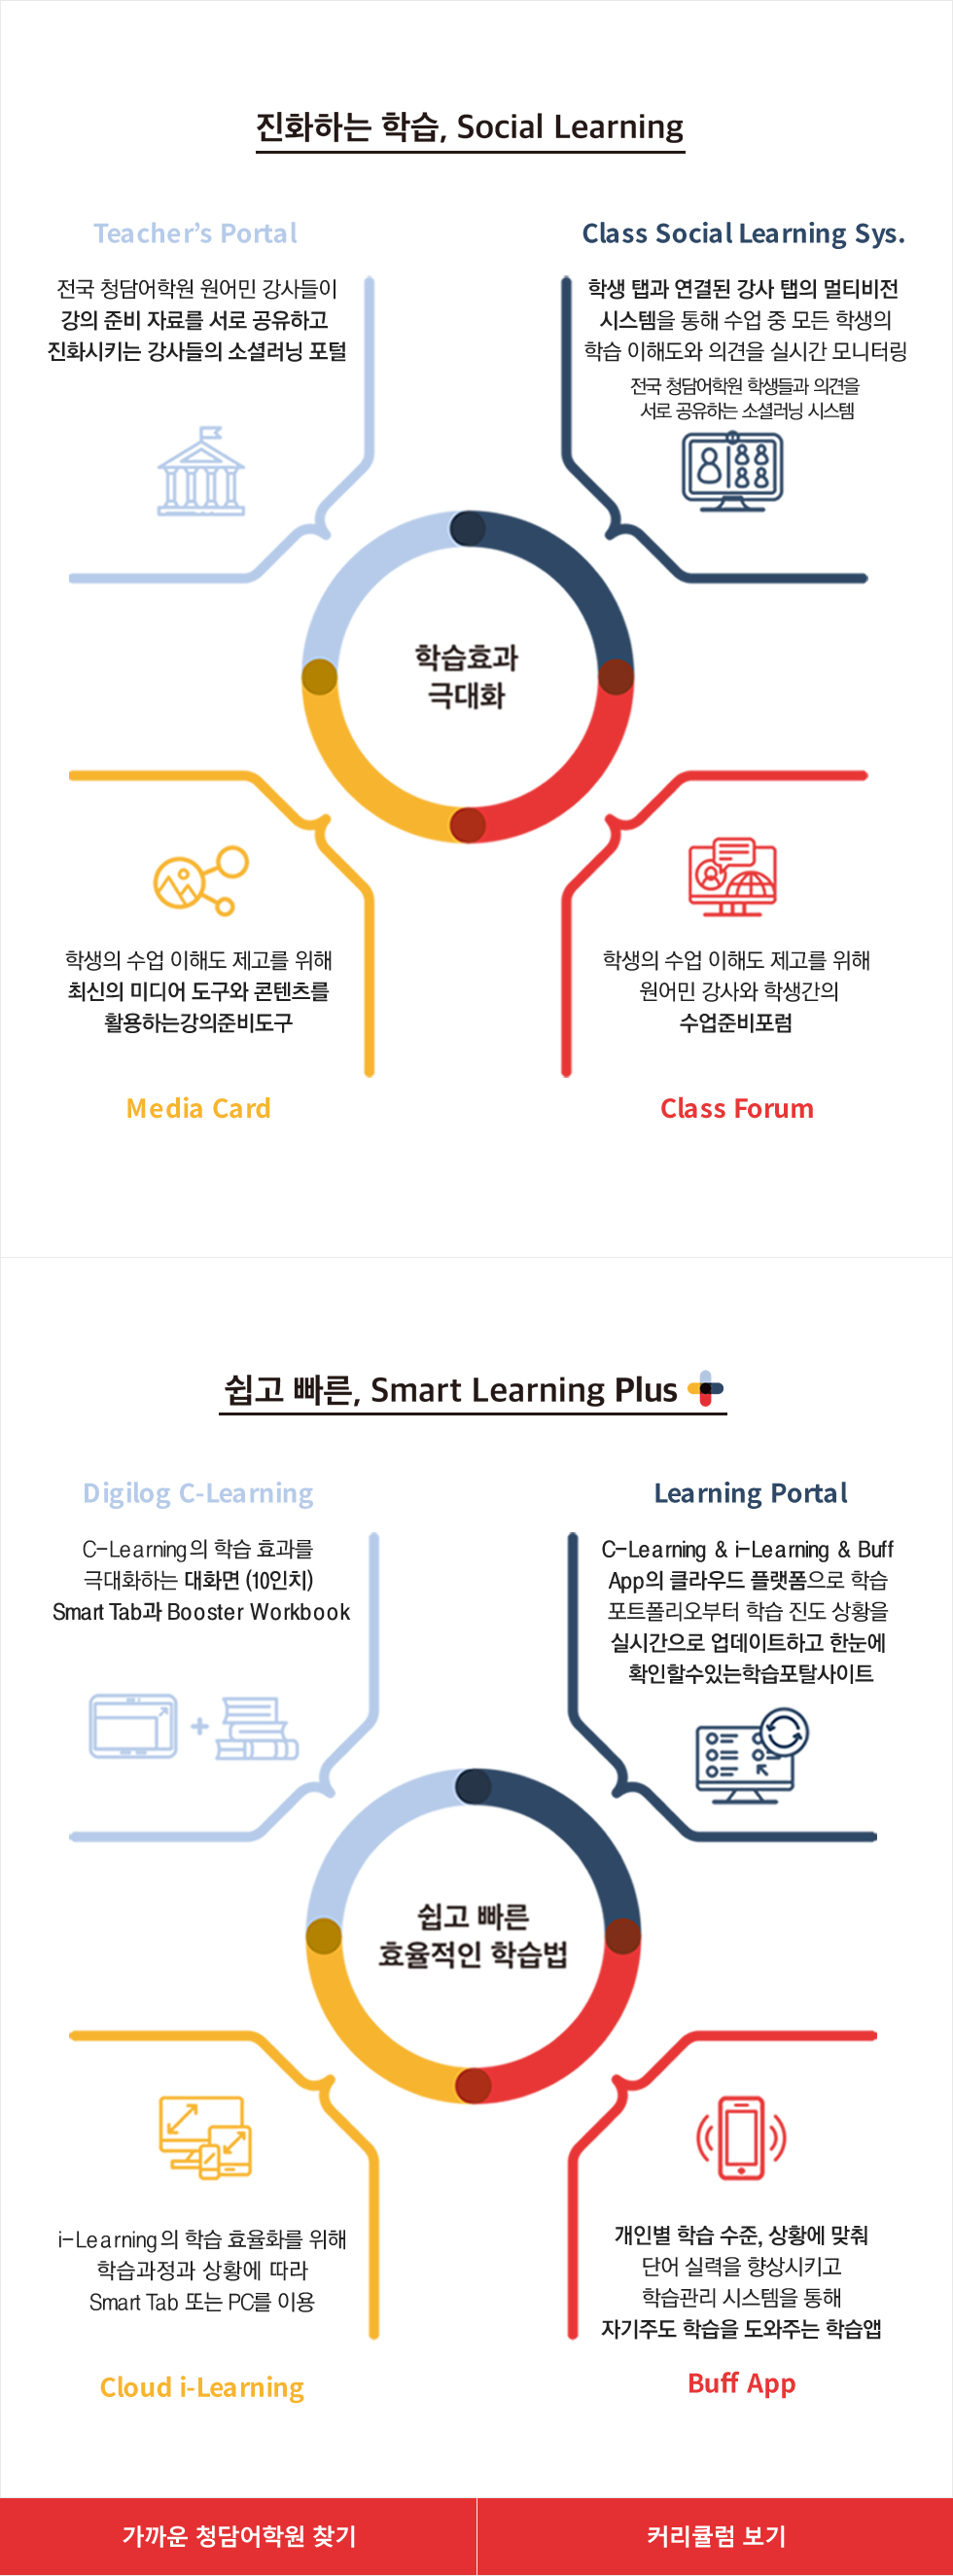 진화하는 학습, Social Learning
Teacher's Portal
전국 청담어학원 원어민 강사들이
강의 준비 자료를 서로 공유하고
진화시키는 강사들의 소셜러닝 포털
Class Social Learning Sys.
학생 탭과 연결된 강사 탭의 멀티비전
시스템을 통해 수업 중 모든 학생의
학습 이해도와 의견을 실시간 모니터링
전국 청담어학원 학생들과 의견을
서로 공유하는 소셜러닝 시스템
학습효과
극대화
학생의 수업 이해도 제고를 위해
최신의 미디어 도구와 콘텐츠를
활용하는강의준비도구
Media Card
학생의 수업 이해도 제고를 위해
원어민 강사와 학생간의
수업준비포럼
Class Forum
쉽고 빠른, Smart Learning Plus
Digilog C-Learning
C-Learning의 학습 효과를
극대화하는 대화면 (10인치)
Smart Tab과 Booster Workbook
Learning Portal
C-Learning & i-Learning & Buff
App의 클라우드 플랫폼으로 학습
포트폴리오부터 학습 진도 상황을
실시간으로 업데이트하고 한눈에
확인할수있는학습포탈사이트
쉽고 빠른
효율적인 학습법
i-Learning의 학습 효율화를 위해
학습과정과 상황에 따라
Smart Tab 또는 PC를 이용
Cloud i-Learning
개인별 학습 수준, 상황에 맞춰
단어 실력을 향상시키고
학습관리 시스템을 통해
자기주도 학습을 도와주는 학습앱
Buff App
가까운 청담어학원 찾기
커리큘럼 보기